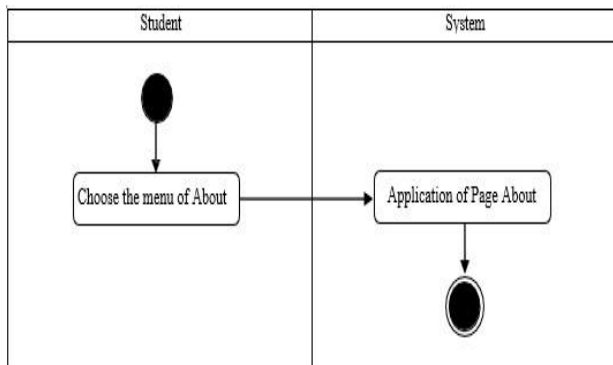 Student
System
Choose the menu of About
Application of Page About